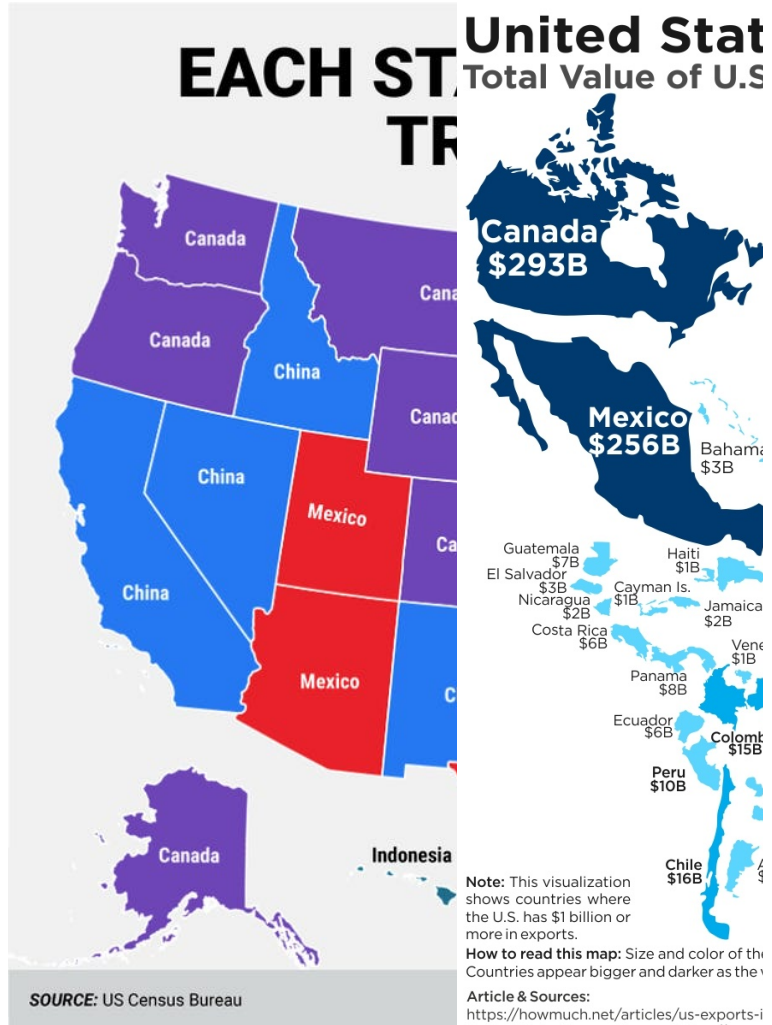 EACH STA
TR
Canada
Canada
Cana
China
Canad
China
Mexico
Ca
China
Mexico
C
Canada
Indonesia
SOURCE: US Census Bureau
United Stat
Total Value of U.S
Canada
$293B
Mexico
$256B
Bahama
$3B
Guatemala
$7B
Haiti
$1B
El Salvador
$3B
Cayman Is.
$1B
Nicaragua
$2B
Jamaica
$2B
Costa Rica
$6B
Vene
$1B
Panama
$8B
Ecuador
$6B
Colomb
$15B
Peru
$10B
Chile
$16B
A
$
Note: This visualization
shows countries where
the U.S. has $1 billion or
more in exports.
How to read this map: Size and color of the
Countries appear bigger and darker as the v
Article & Sources:
https://howmuch.net/articles/us-exports-i